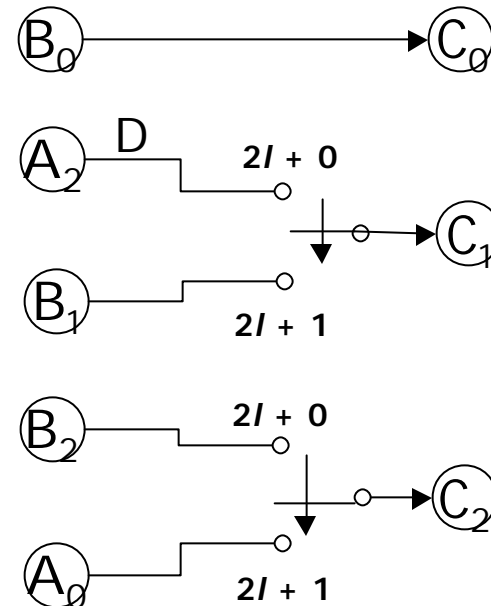 B0 C0
A2 D 2l + 0
C1
B1 2l + 1
B2 2l + 0
C2
A0 2l + 1